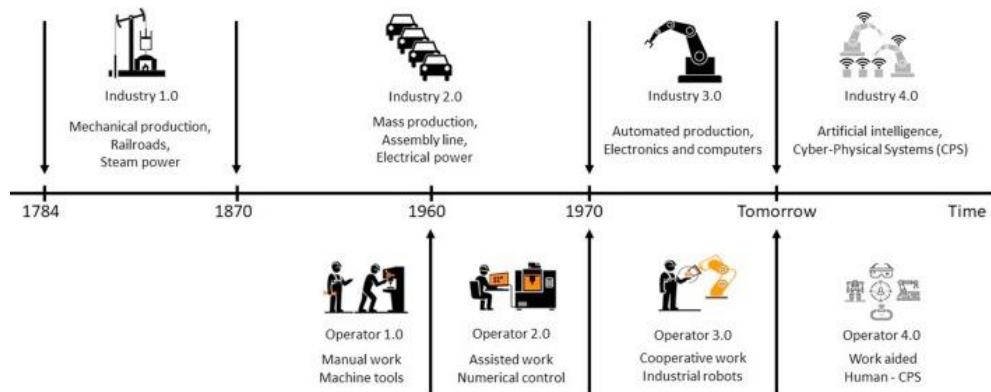 Industry 1.0
Mechanical production,
Railroads,
Steam power
Industry 2.0
Mass production,
Assembly line,
Electrical power
Industry 3.0
Automated production,
Electronics and computers
Industry 4.0
Artificial intelligence,
Cyber-Physical Systems (CPS)
1784
1870
1960
1970
Tomorrow
Time
Operator 1.0
Manual work
Machine tools
Operator 2.0
Assisted work
Numerical control
Operator 3.0
Cooperative work
Industrial robots
Operator 4.0
Work aided
Human - CPS